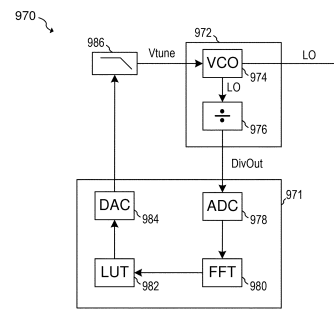 970
986
Vtune
972
VCO
974
LO
LO
÷
976
DivOut
971
DAC
984
ADC
978
LUT
982
FFT
980